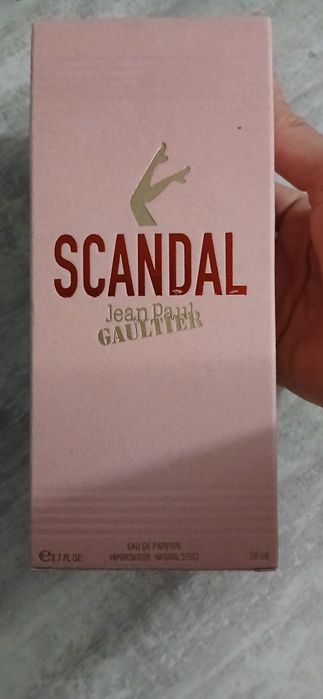 SCANDAL
Jean Paul
GAULTIER
EAU DE PARFUM
VAPORISATEUR - NATURAL SPRAY
℮2.7 FL OZ